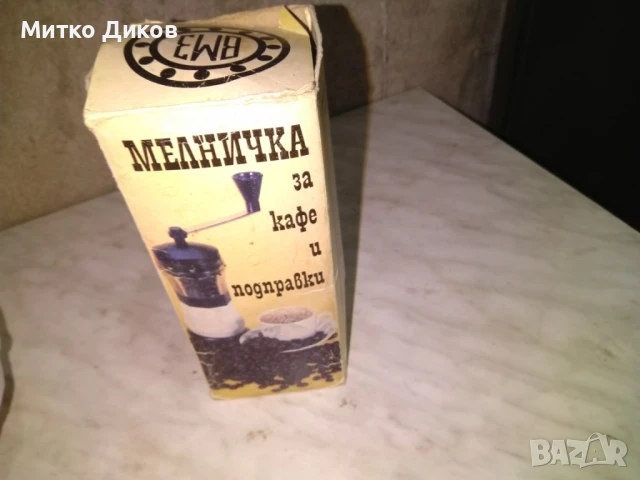 Митко Диков
ВМЗ
МЕЛНИЧКА
за
кафе
и
подправки
BAZAR